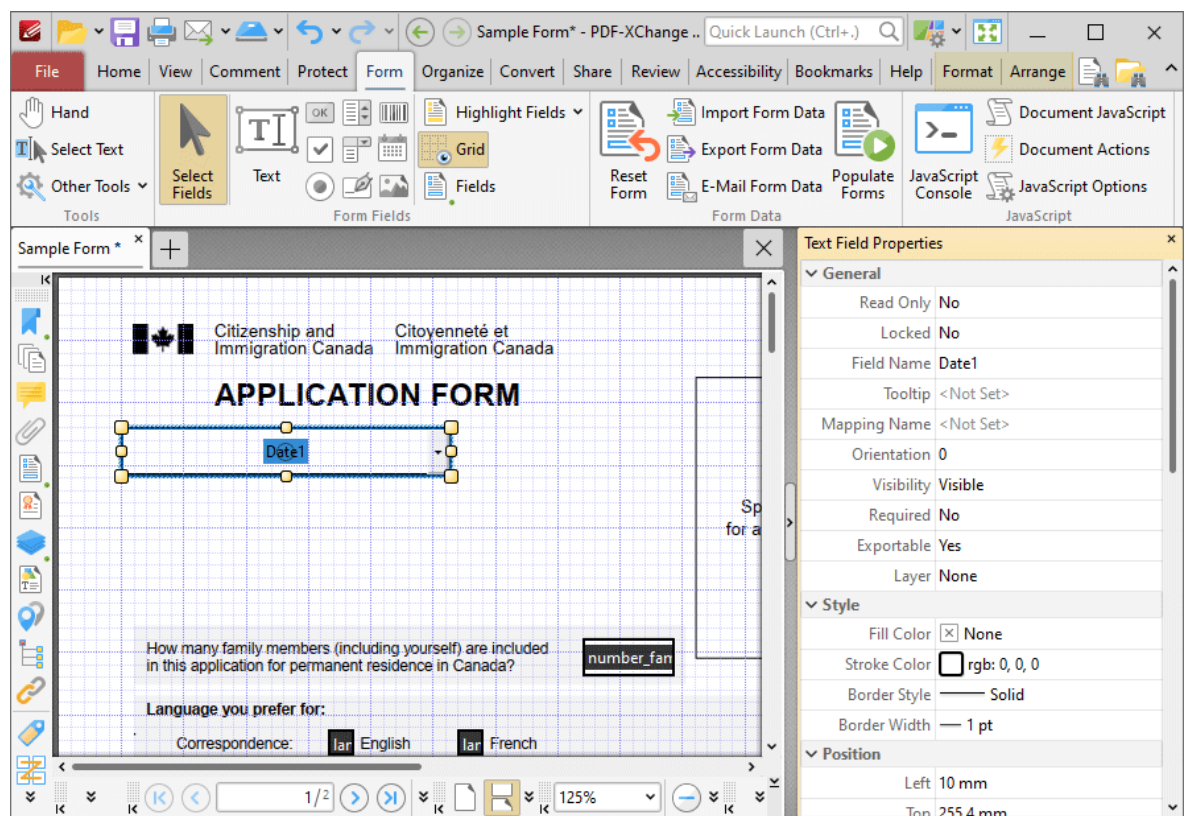 Sample Form* - PDF-XChange ..
Quick Launch (Ctrl+.)
File Home View Comment Protect Form Organize Convert Share Review Accessibility Bookmarks Help Format Arrange
Hand
Select Text
Other Tools
Tools
Select Fields
Text
OK
Highlight Fields
Grid
Fields
Form Fields
Reset Form
Import Form Data
Export Form Data
E-Mail Form Data
Populate Forms
Form Data
JavaScript Console
Document JavaScript
Document Actions
JavaScript Options
JavaScript
Sample Form *
Citizenship and
Immigration Canada
Citoyenneté et
Immigration Canada
APPLICATION FORM
Date1
Sp
for a
How many family members (including yourself) are included
in this application for permanent residence in Canada?
number_fam
Language you prefer for:
Correspondence: lar English lar French
1/2
125%
Text Field Properties
General
Read Only No
Locked No
Field Name Date1
Tooltip <Not Set>
Mapping Name <Not Set>
Orientation 0
Visibility Visible
Required No
Exportable Yes
Layer None
Style
Fill Color None
Stroke Color rgb: 0, 0, 0
Border Style Solid
Border Width 1 pt
Position
Left 10 mm
Top 255.4 mm